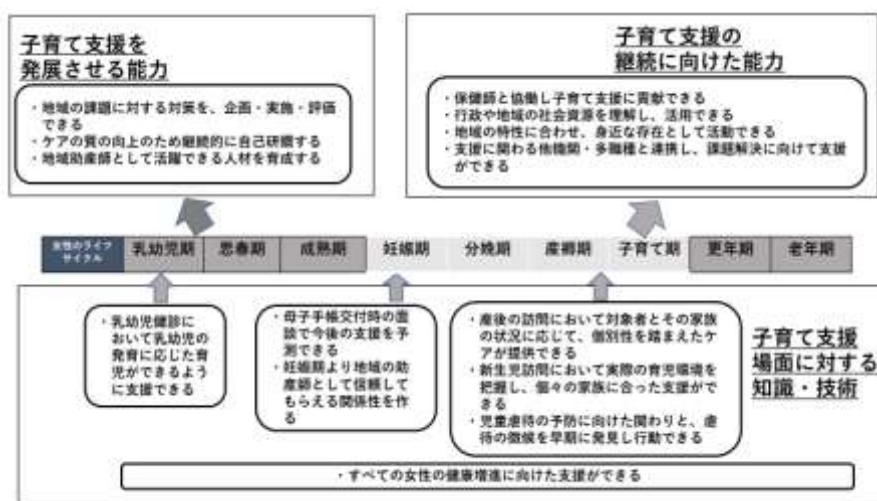 子育て支援を
発展させる能力
・地域の課題に対する対策を、企画・実施・評価
できる
・ケアの質の向上のため継続的に自己研鑽する
・地域助産師として活躍できる人材を育成する
子育て支援の
継続に向けた能力
・保健師と協働し子育て支援に貢献できる
・行政や地域の社会資源を理解し、活用できる
・地域の特性に合わせ、身近な存在として活動できる
・支援に関わる他機関・多職種と連携し、課題解決に向けて支援
ができる
女性のライフ
サイクル
乳幼児期
思春期
成熟期
妊娠期
分娩期
産褥期
子育て期
更年期
老年期
・乳幼児健診に
おいて乳幼児の
発育に応じた育
児ができるよう
に支援できる
・母子手帳交付時の面
談で今後の支援を予
測できる
・妊娠期より地域の助
産師として信頼して
もらえる関係性を作
る
・産後の訪問において対象者とその家族
の状況に応じて、個別性を踏まえたケ
アが提供できる
・新生児訪問において実際の育児環境を
把握し、個々の家族に合った支援がで
きる
・児童虐待の予防に向けた関わりと、虐
待の徴候を早期に発見し行動できる
子育て支援
場面に対する
知識・技術
・すべての女性の健康増進に向けた支援ができる